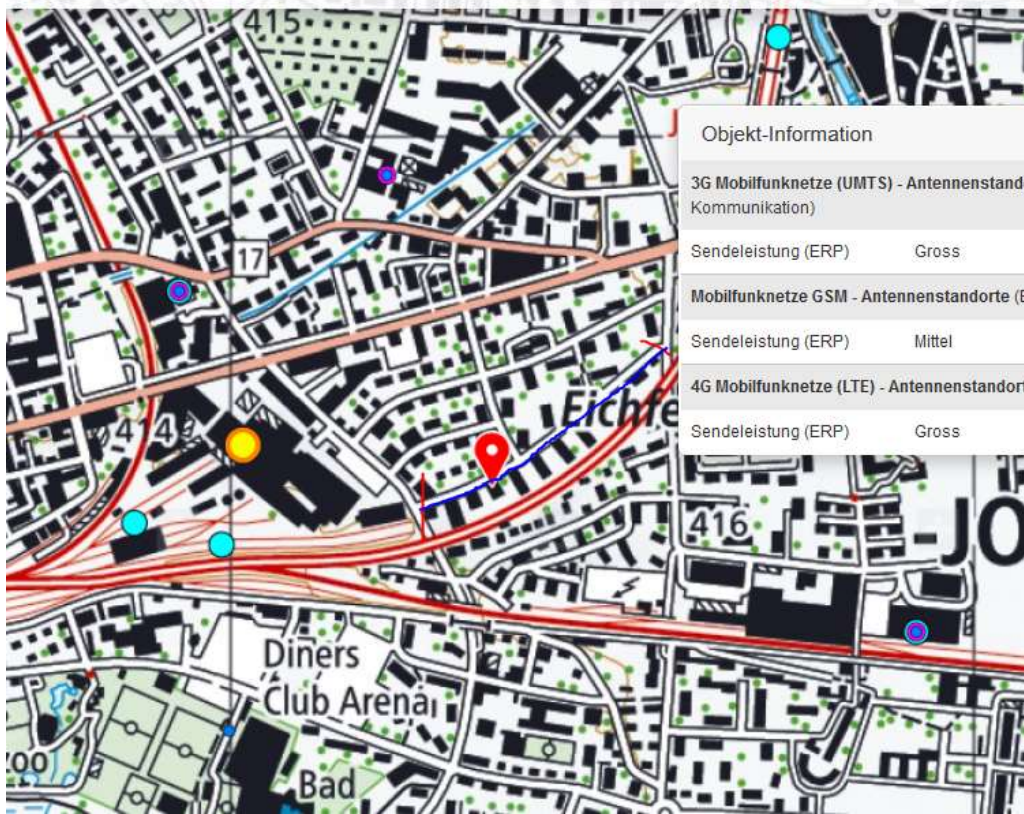 415
J
Objekt-Information
3G Mobilfunknetze (UMTS) - Antennenstand
Kommunikation)
Sendeleistung (ERP) Gross
17
Mobilfunknetze GSM - Antennenstandorte (B
Sendeleistung (ERP) Mittel
4G Mobilfunknetze (LTE) - Antennenstandort
Sendeleistung (ERP) Gross
Eichfe
414
416
JO
Diners
Club Arena
Bad